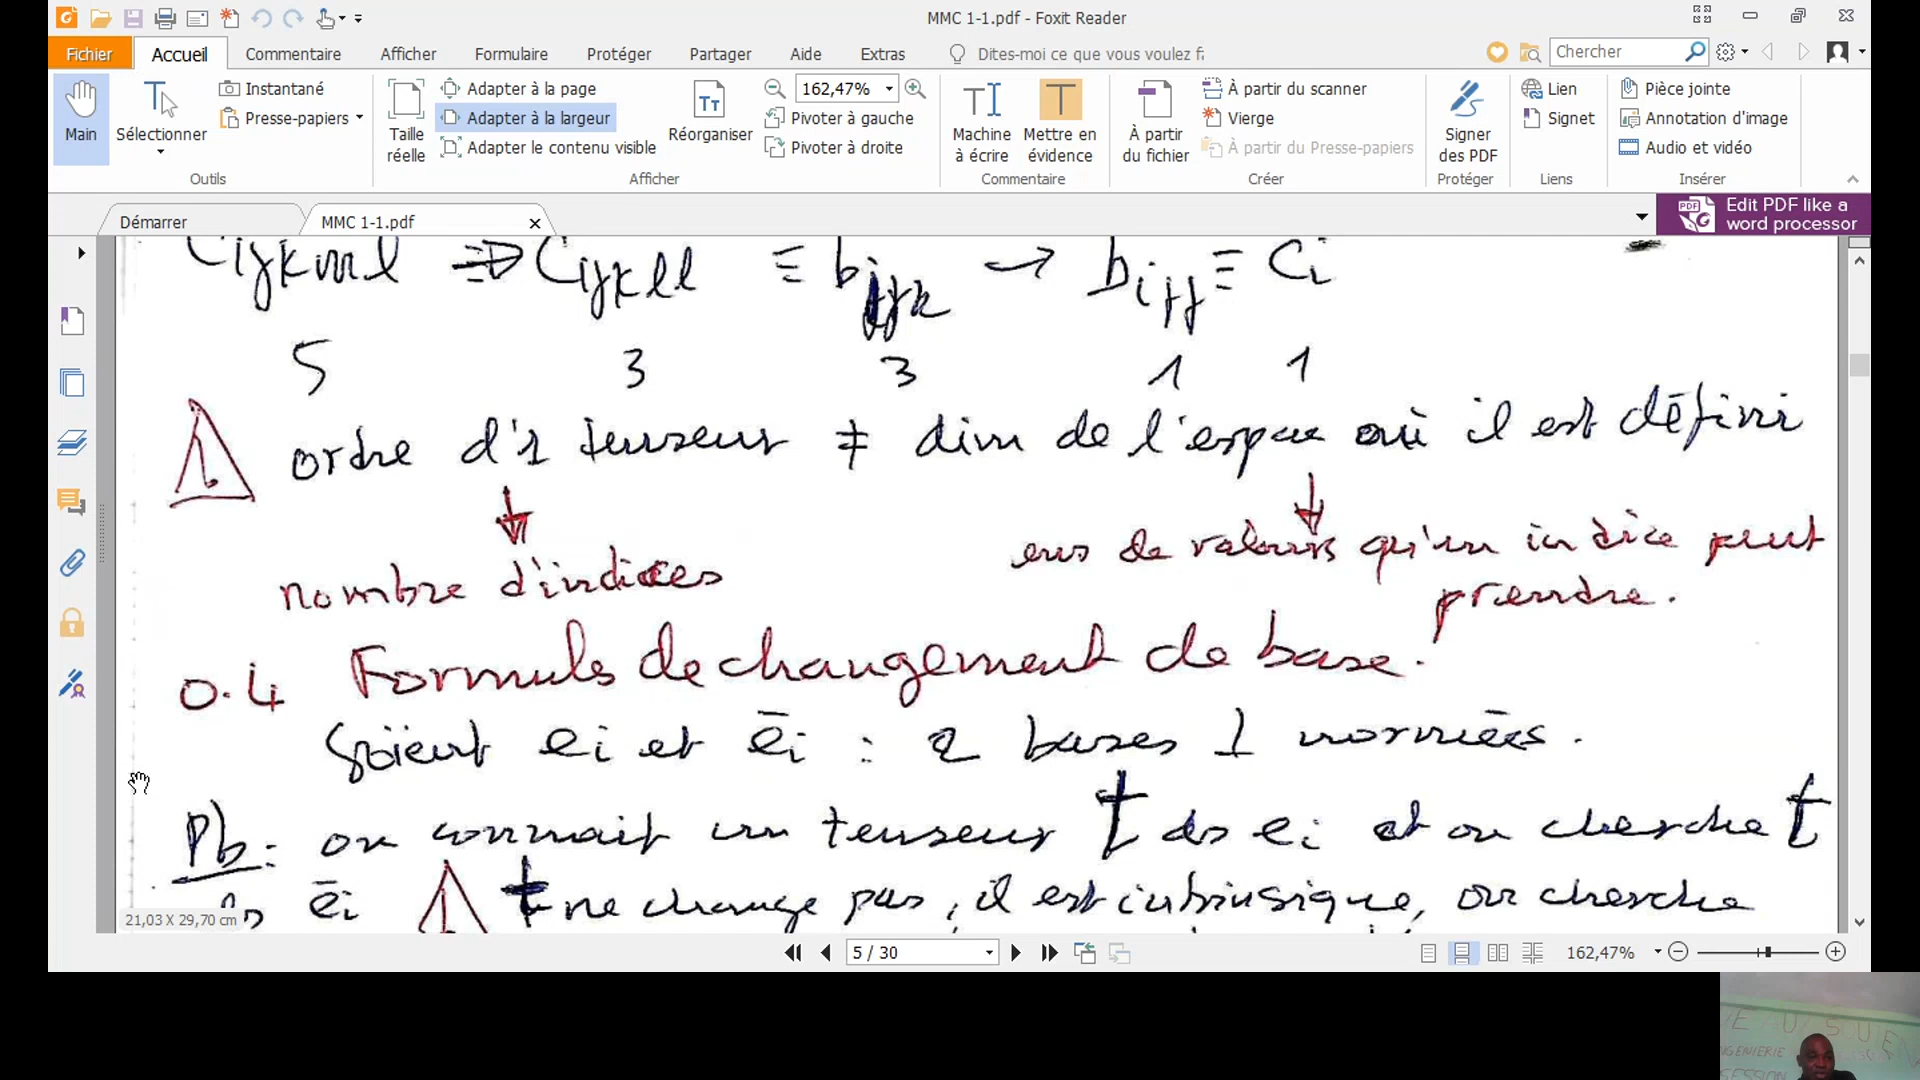 MMC 1-1.pdf - Foxit Reader
Fichier Accueil Commentaire Afficher Formulaire Protéger Partager Aide Extras Dites-moi ce que vous voulez fa Chercher
Main
Sélectionner
Instantané
Presse-papiers
Outils
Taille réelle
Adapter à la page
Adapter à la largeur
Adapter le contenu visible
Réorganiser
162,47%
Pivoter à gauche
Pivoter à droite
Afficher
Machine à écrire
Mettre en évidence
Commentaire
À partir du fichier
À partir du scanner
Vierge
À partir du Presse-papiers
Créer
Signer des PDF
Protéger
Lien
Signet
Liens
Pièce jointe
Annotation d'image
Audio et vidéo
Insérer
Démarrer MMC 1-1.pdf
Edit PDF like a
word processor
Cijkml => Cijkll ≡ bijk → bijj ≡ Ci
5 3 3 1 1
ordre d'1 tenseur ≠ dim de l'espace où il est défini
nombre d'indices
ens de valeurs qu'un indice peut
prendre.
0.4 Formule de changement de base.
Soient ei et ēi : 2 bases ⊥ normées.
Pb: on connait un tenseur t ds ei et on cherche t
ds ēi t ne change pas, il est intrinsique, on cherche
21,03 X 29,70 cm
5 / 30
162,47%